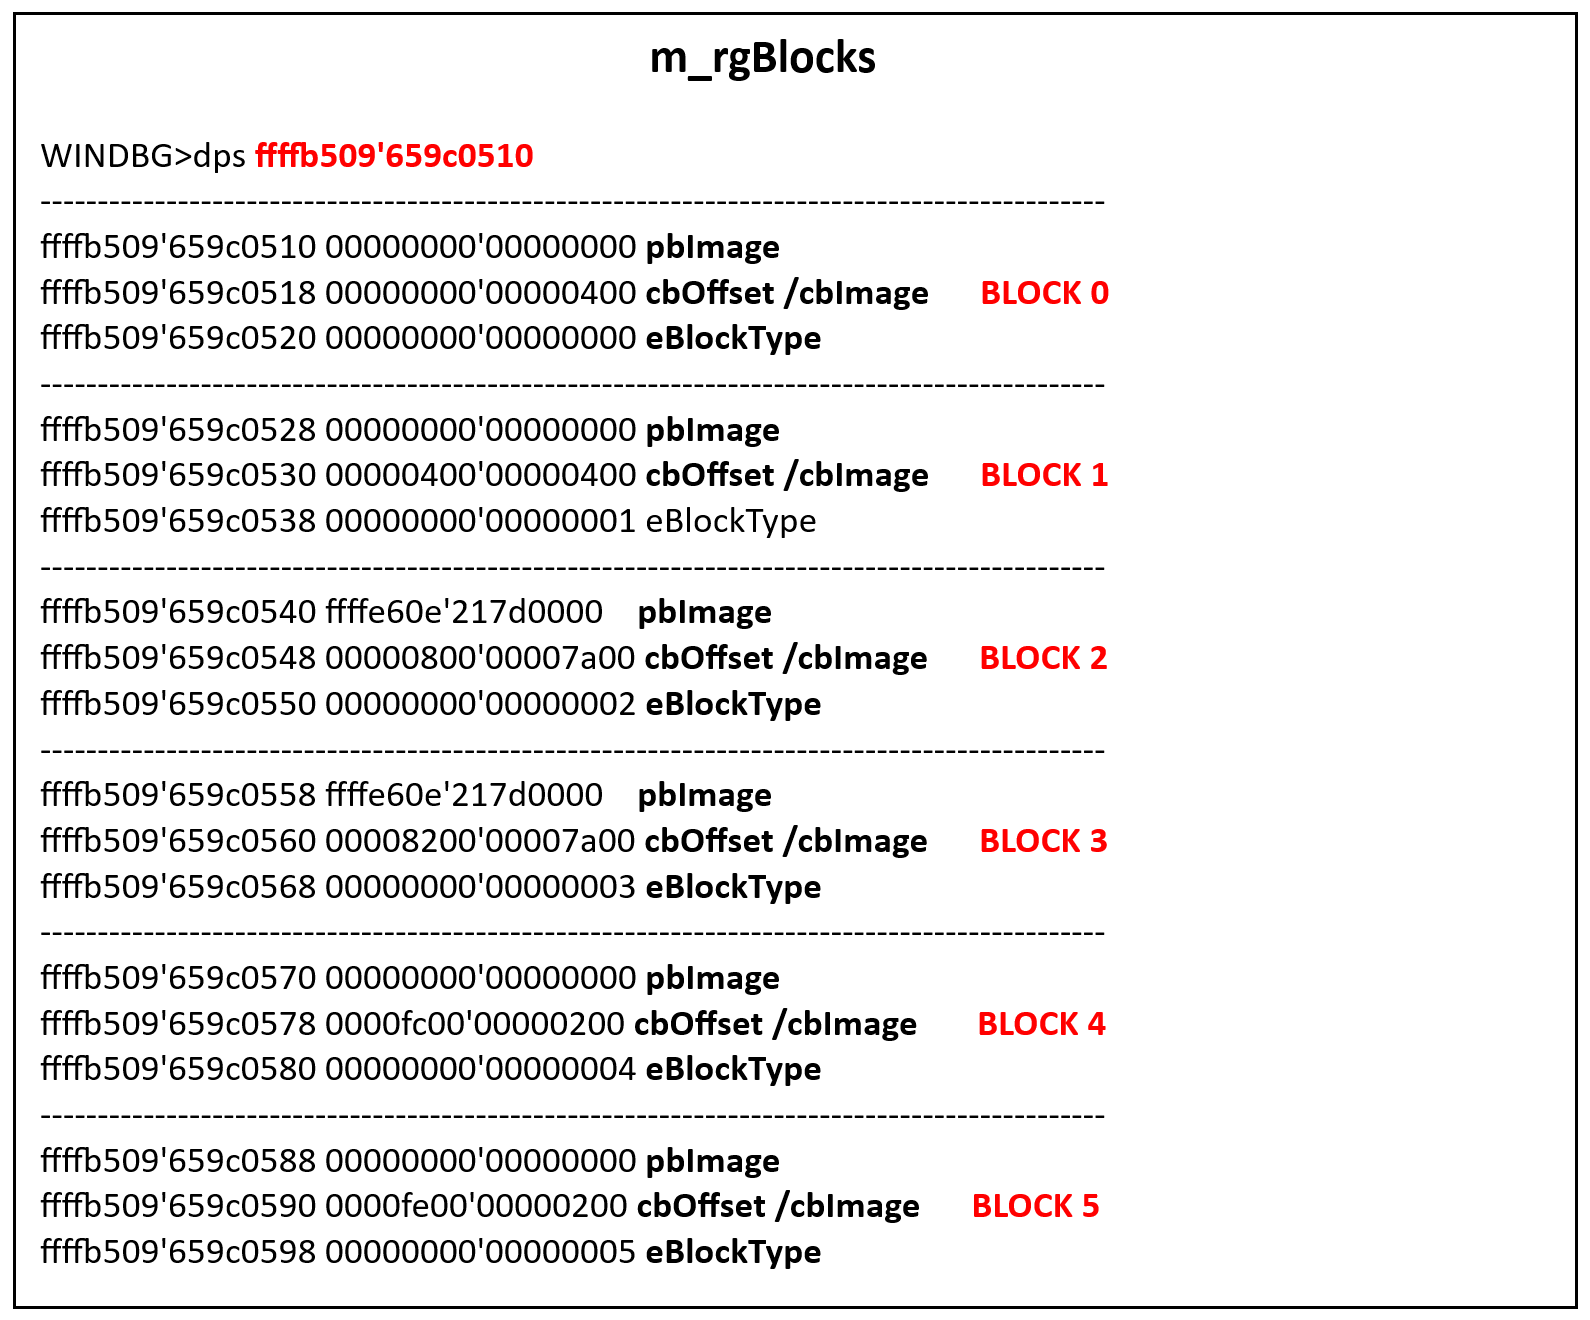 m_rgBlocks
WINDBG>dps ffffb509'659c0510
---------------------------------------------------------------------------------------------
ffffb509'659c0510 00000000'00000000 pbImage
ffffb509'659c0518 00000000'00000400 cbOffset /cbImage BLOCK 0
ffffb509'659c0520 00000000'00000000 eBlockType
---------------------------------------------------------------------------------------------
ffffb509'659c0528 00000000'00000000 pbImage
ffffb509'659c0530 00000400'00000400 cbOffset /cbImage BLOCK 1
ffffb509'659c0538 00000000'00000001 eBlockType
---------------------------------------------------------------------------------------------
ffffb509'659c0540 ffffe60e'217d0000 pbImage
ffffb509'659c0548 00000800'00007a00 cbOffset /cbImage BLOCK 2
ffffb509'659c0550 00000000'00000002 eBlockType
---------------------------------------------------------------------------------------------
ffffb509'659c0558 ffffe60e'217d0000 pbImage
ffffb509'659c0560 00008200'00007a00 cbOffset /cbImage BLOCK 3
ffffb509'659c0568 00000000'00000003 eBlockType
---------------------------------------------------------------------------------------------
ffffb509'659c0570 00000000'00000000 pbImage
ffffb509'659c0578 0000fc00'00000200 cbOffset /cbImage BLOCK 4
ffffb509'659c0580 00000000'00000004 eBlockType
---------------------------------------------------------------------------------------------
ffffb509'659c0588 00000000'00000000 pbImage
ffffb509'659c0590 0000fe00'00000200 cbOffset /cbImage BLOCK 5
ffffb509'659c0598 00000000'00000005 eBlockType